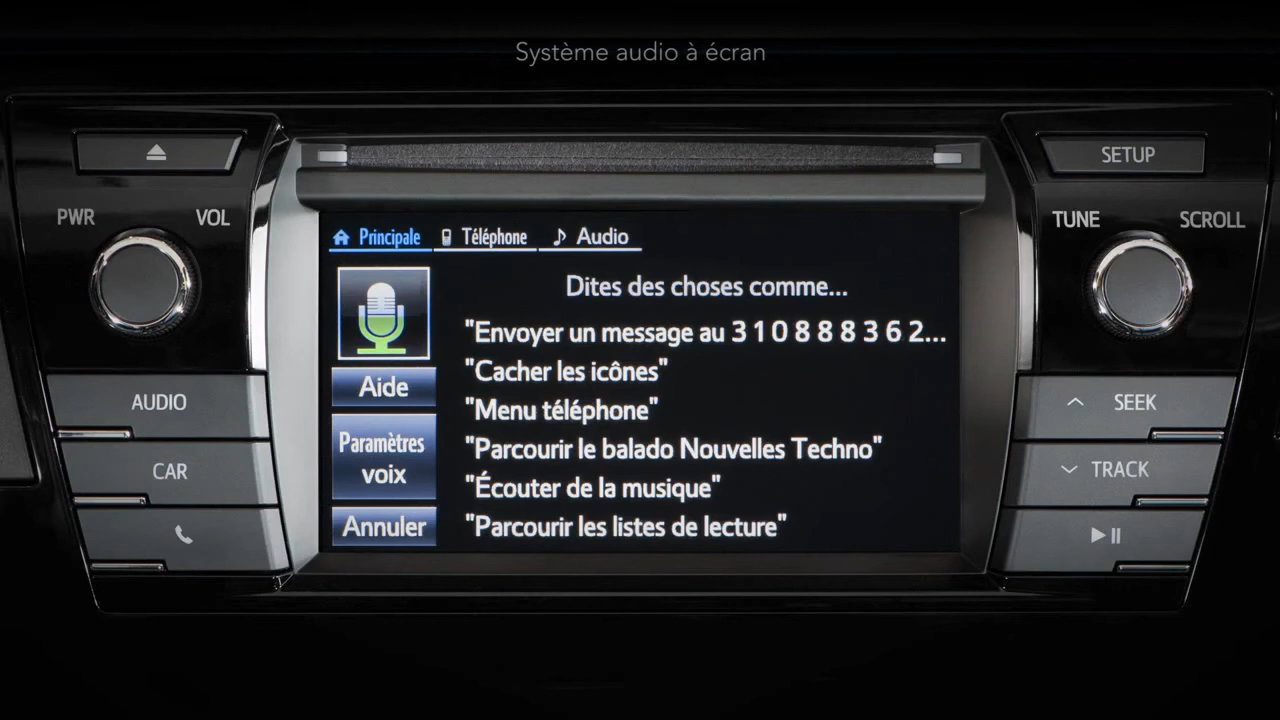 Système audio à écran
SETUP
PWR VOL
TUNE SCROLL
Principale Téléphone Audio
Dites des choses comme...
"Envoyer un message au 3 1 0 8 8 8 3 6 2...
"Cacher les icônes"
Aide
"Menu téléphone"
AUDIO
SEEK
Paramètres
voix
"Parcourir le balado Nouvelles Techno"
CAR
TRACK
"Écouter de la musique"
Annuler
"Parcourir les listes de lecture"